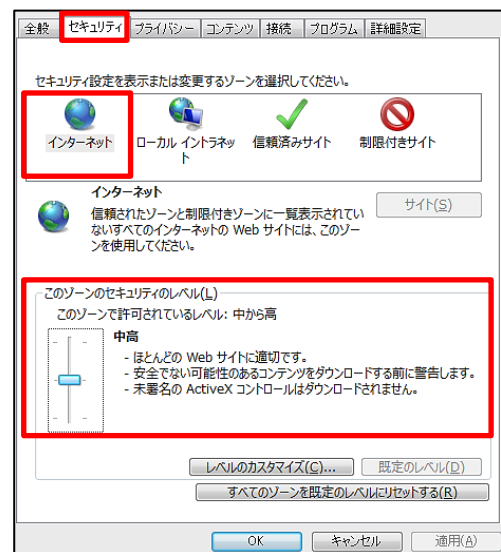 全般 セキュリティ プライバシー コンテンツ 接続 プログラム 詳細設定
セキュリティ設定を表示または変更するゾーンを選択してください。
インターネット ローカル イントラネッ 信頼済みサイト 制限付きサイト
ト
インターネット
サイト(S)
信頼されたゾーンと制限付きゾーンに一覧表示されてい
ないすべてのインターネットの Web サイトには、このゾー
ンを使用してください。
このゾーンのセキュリティのレベル(L)
このゾーンで許可されているレベル: 中から高
中高
- ほとんどの Web サイトに適切です。
- 安全でない可能性のあるコンテンツをダウンロードする前に警告します。
- 未署名の ActiveX コントロールはダウンロードされません。
レベルのカスタマイズ(C)... 既定のレベル(D)
すべてのゾーンを既定のレベルにリセットする(R)
OK キャンセル 適用(A)